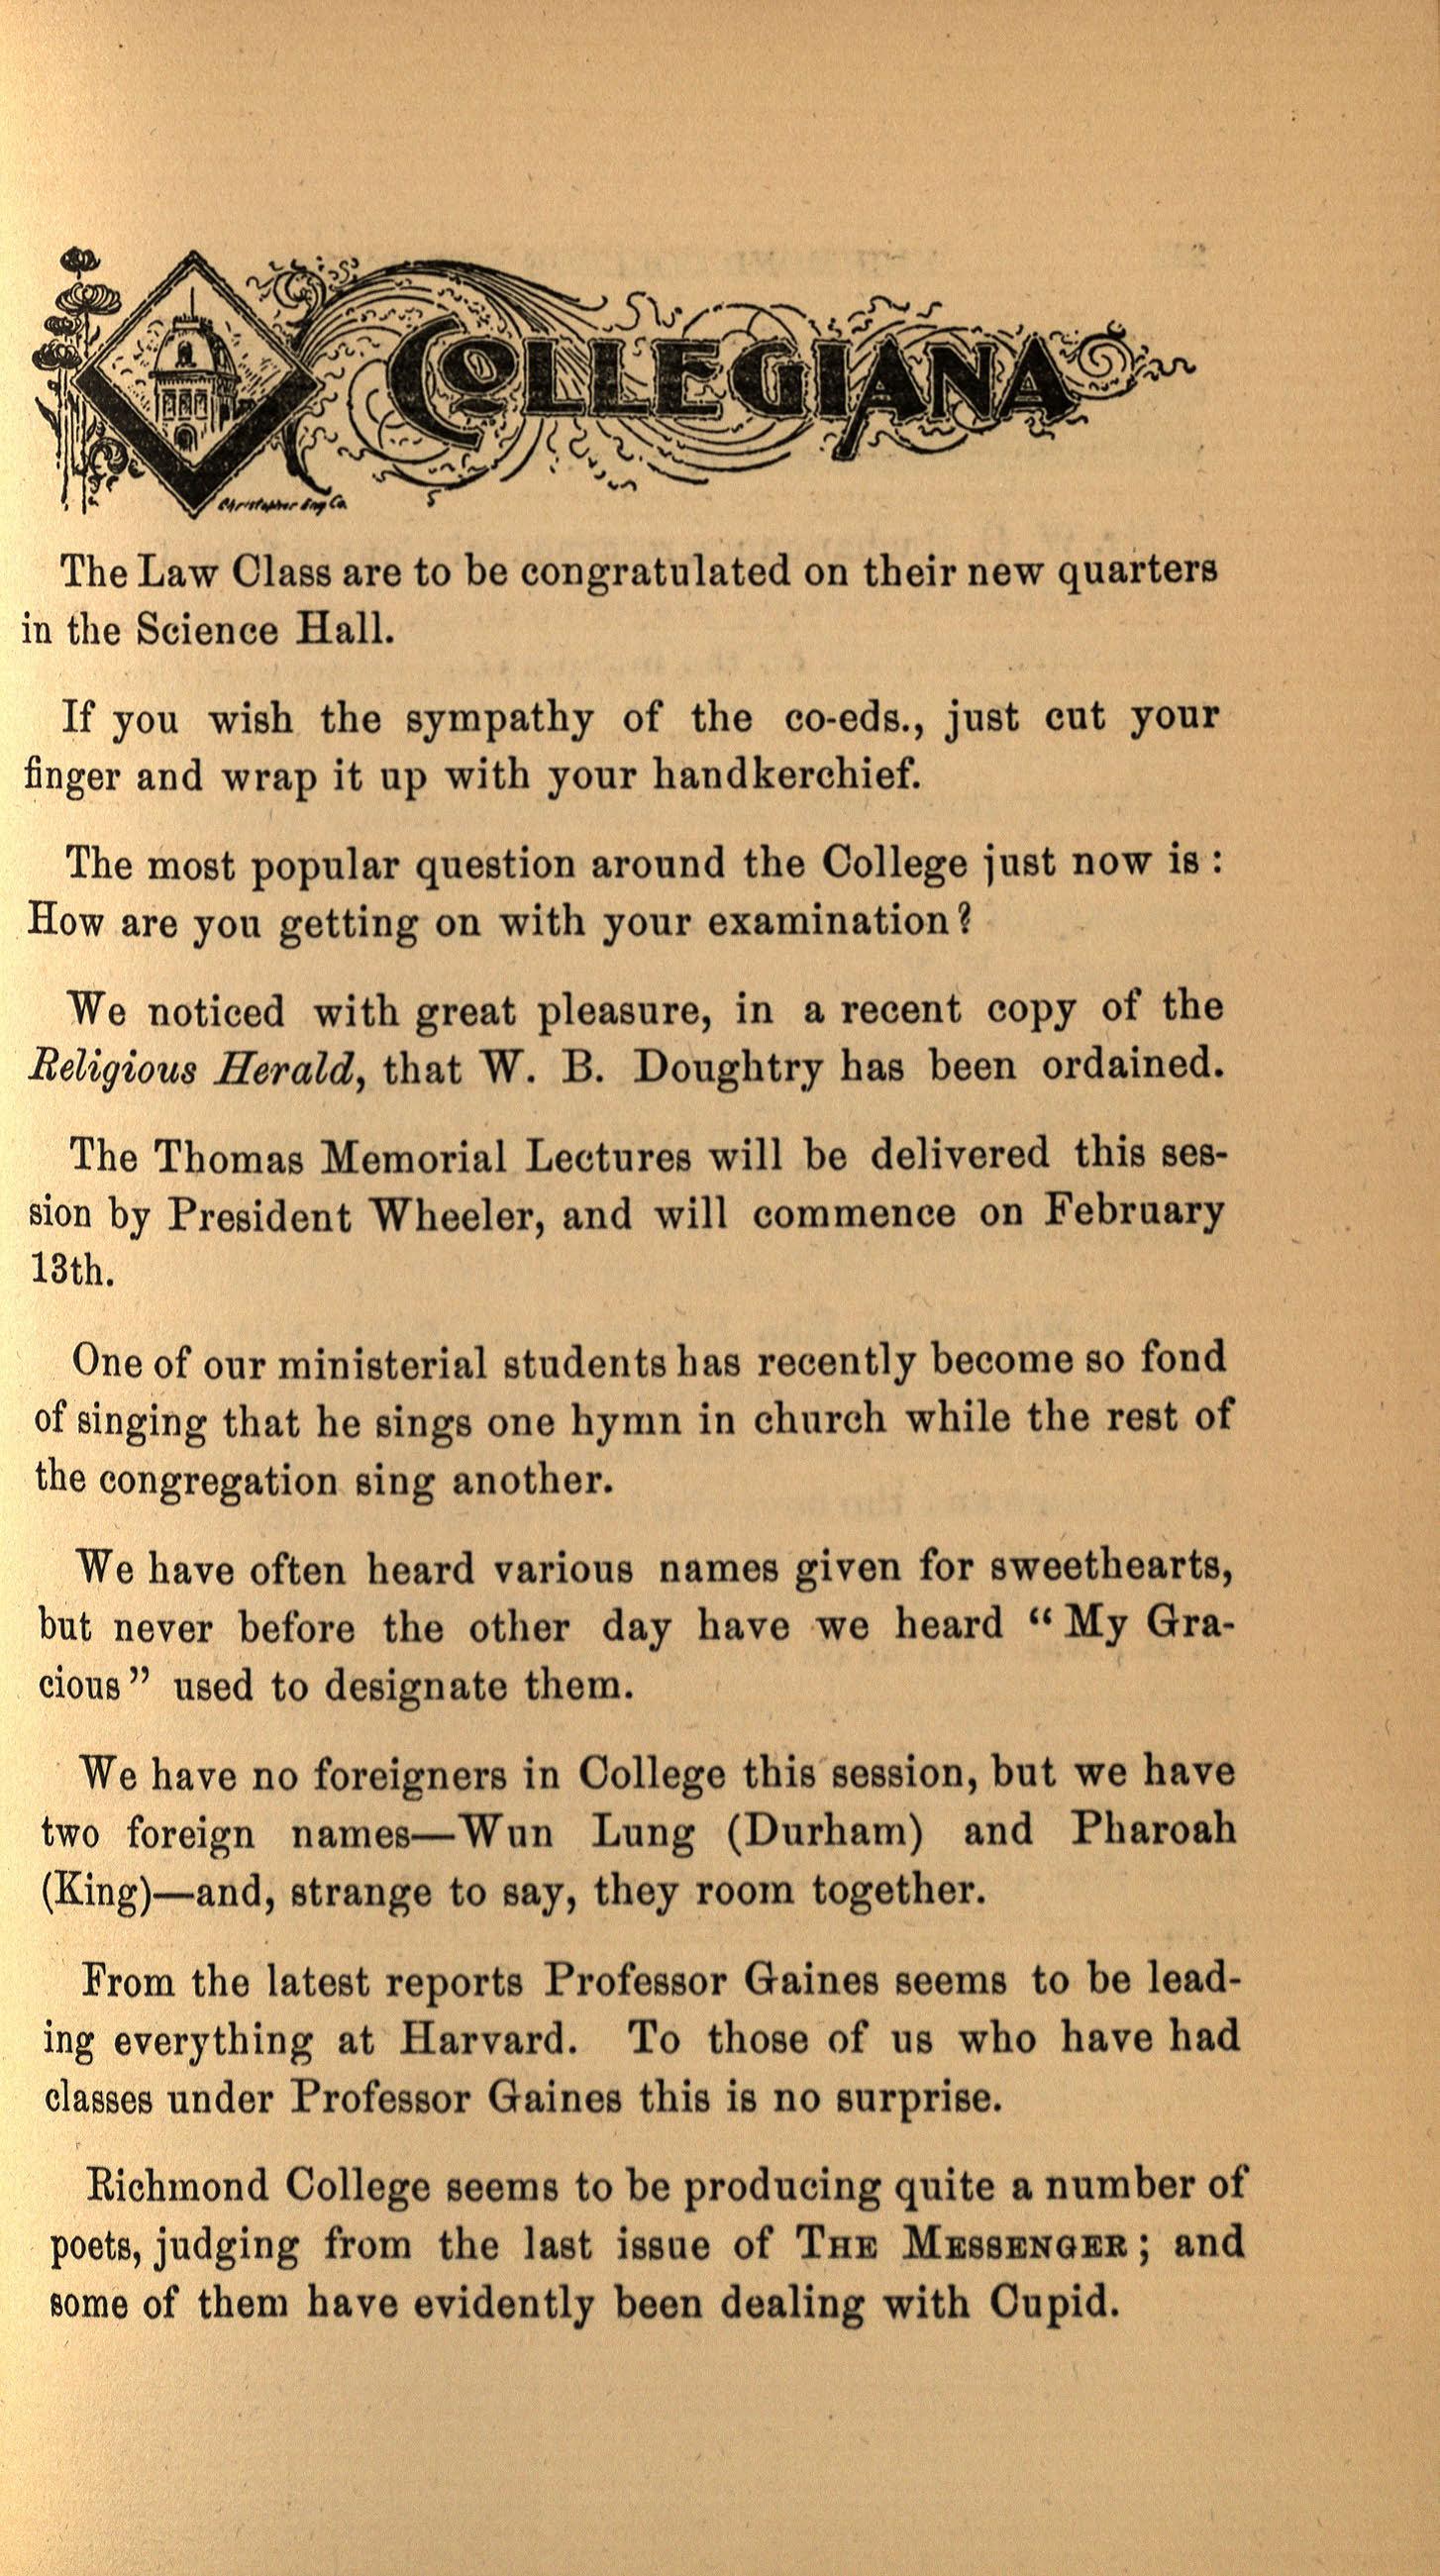 COLLEGIANA
Christopher Eng Co.
The Law Class are to be congratulated on their new quarters
in the Science Hall.
If you wish the sympathy of the co-eds., just cut your
finger and wrap it up with your handkerchief.
The most popular question around the College just now is :
How are you getting on with your examination?
We noticed with great pleasure, in a recent copy of the
Religious Herald, that W. B. Doughtry has been ordained.
The Thomas Memorial Lectures will be delivered this ses-
sion by President Wheeler, and will commence on February
13th.
One of our ministerial students has recently become so fond
of singing that he sings one hymn in church while the rest of
the congregation sing another.
We have often heard various names given for sweethearts,
but never before the other day have we heard “ My Gra-
cious” used to designate them.
We have no foreigners in College this session, but we have
two foreign names—Wun Lung (Durham) and Pharoah
(King)—and, strange to say, they room together.
From the latest reports Professor Gaines seems to be lead-
ing everything at Harvard. To those of us who have had
classes under Professor Gaines this is no surprise.
Richmond College seems to be producing quite a number of
poets, judging from the last issue of THE MESSENGER; and
some of them have evidently been dealing with Cupid.